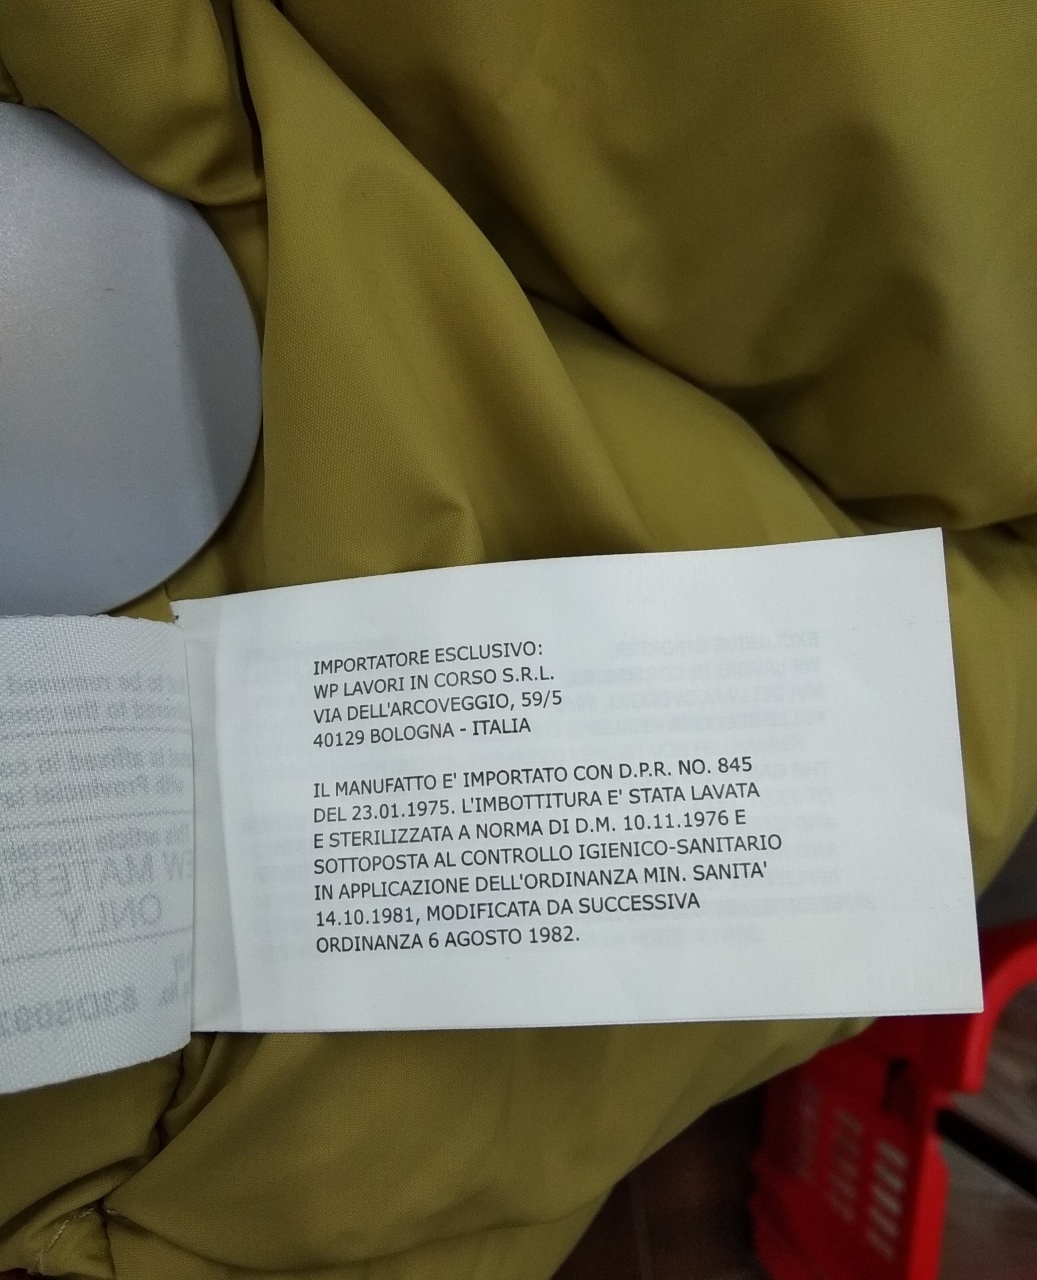 IMPORTATORE ESCLUSIVO:
WP LAVORI IN CORSO S.R.L.
VIA DELL'ARCOVEGGIO, 59/5
40129 BOLOGNA - ITALIA
IL MANUFATTO E' IMPORTATO CON D.P.R. NO. 845
DEL 23.01.1975. L'IMBOTTITURA E' STATA LAVATA
E STERILIZZATA A NORMA DI D.M. 10.11.1976 E
SOTTOPOSTA AL CONTROLLO IGIENICO-SANITARIO
IN APPLICAZIONE DELL'ORDINANZA MIN. SANITA'
14.10.1981, MODIFICATA DA SUCCESSIVA
ORDINANZA 6 AGOSTO 1982.